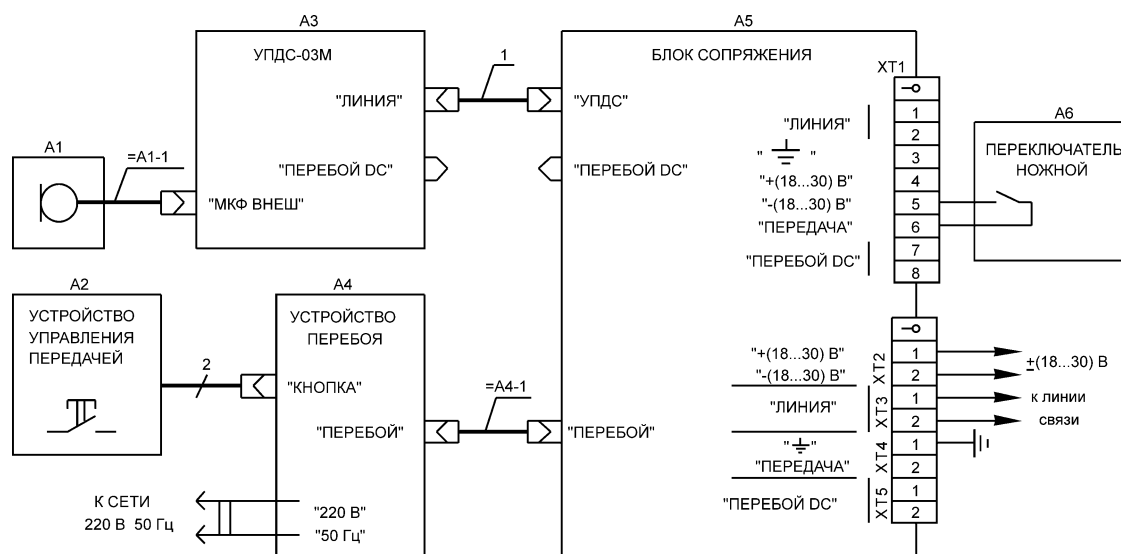 A3
A5
УПДС-03М
1
БЛОК СОПРЯЖЕНИЯ
XT1
"ЛИНИЯ"
"УПДС"
"ЛИНИЯ"
1
2
A6
A1
=A1-1
"ПЕРЕБОЙ DC"
"ПЕРЕБОЙ DC"
" "
3
ПЕРЕКЛЮЧАТЕЛЬ
НОЖНОЙ
"+(18...30) В"
4
"МКФ ВНЕШ"
"-(18...30) В"
5
"ПЕРЕДАЧА"
6
"ПЕРЕБОЙ DC"
7
8
A2
A4
УСТРОЙСТВО
УПРАВЛЕНИЯ
ПЕРЕДАЧЕЙ
УСТРОЙСТВО
ПЕРЕБОЯ
2
"КНОПКА"
=A4-1
"ПЕРЕБОЙ"
"ПЕРЕБОЙ"
"+(18...30) В"
"-(18...30) В"
XT2
1
2
±(18...30) В
"ЛИНИЯ"
XT3
1
2
к линии
связи
" "
"ПЕРЕДАЧА"
XT4
1
2
"ПЕРЕБОЙ DC"
XT5
1
2
К СЕТИ
220 В 50 Гц
"220 В"
"50 Гц"